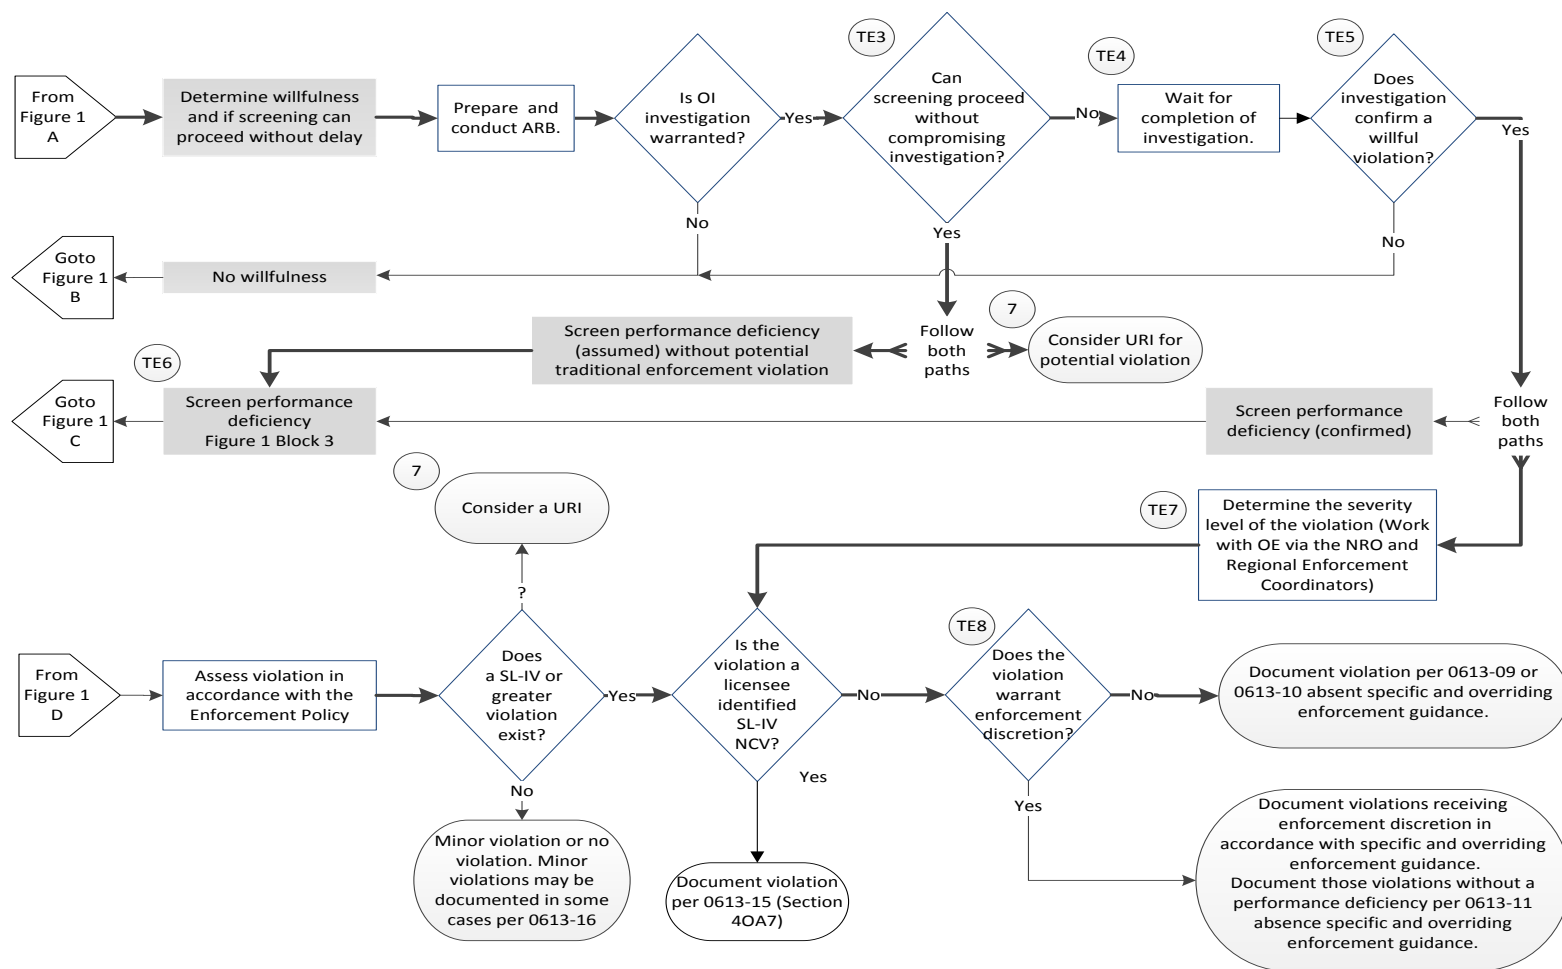 From
Figure 1
A
Determine willfulness
and if screening can
proceed without delay
Prepare and
conduct ARB.
Is OI
investigation
warranted?
Yes
No
TE3
Can
screening proceed
without
compromising
investigation?
No
Yes
TE4
Wait for
completion of
investigation.
TE5
Does
investigation
confirm a
willful
violation?
Yes
No
Goto
Figure 1
B
No willfulness
Screen performance deficiency
(assumed) without potential
traditional enforcement violation
Follow
both
paths
7
Consider URI for
potential violation
TE6
Goto
Figure 1
C
Screen performance
deficiency
Figure 1 Block 3
Screen performance
deficiency (confirmed)
Follow
both
paths
7
Consider a URI
TE7
Determine the severity
level of the violation (Work
with OE via the NRO and
Regional Enforcement
Coordinators)
?
From
Figure 1
D
Assess violation in
accordance with the
Enforcement Policy
Does
a SL-IV or
greater
violation
exist?
Yes
No
Is the
violation a
licensee
identified
SL-IV
NCV?
No
Yes
TE8
Does the
violation
warrant
enforcement
discretion?
No
Yes
Document violation per 0613-09 or
0613-10 absent specific and overriding
enforcement guidance.
Minor violation or no
violation. Minor
violations may be
documented in some
cases per 0613-16
Document violation
per 0613-15 (Section
4OA7)
Document violations receiving
enforcement discretion in
accordance with specific and overriding
enforcement guidance.
Document those violations without a
performance deficiency per 0613-11
absence specific and overriding
enforcement guidance.